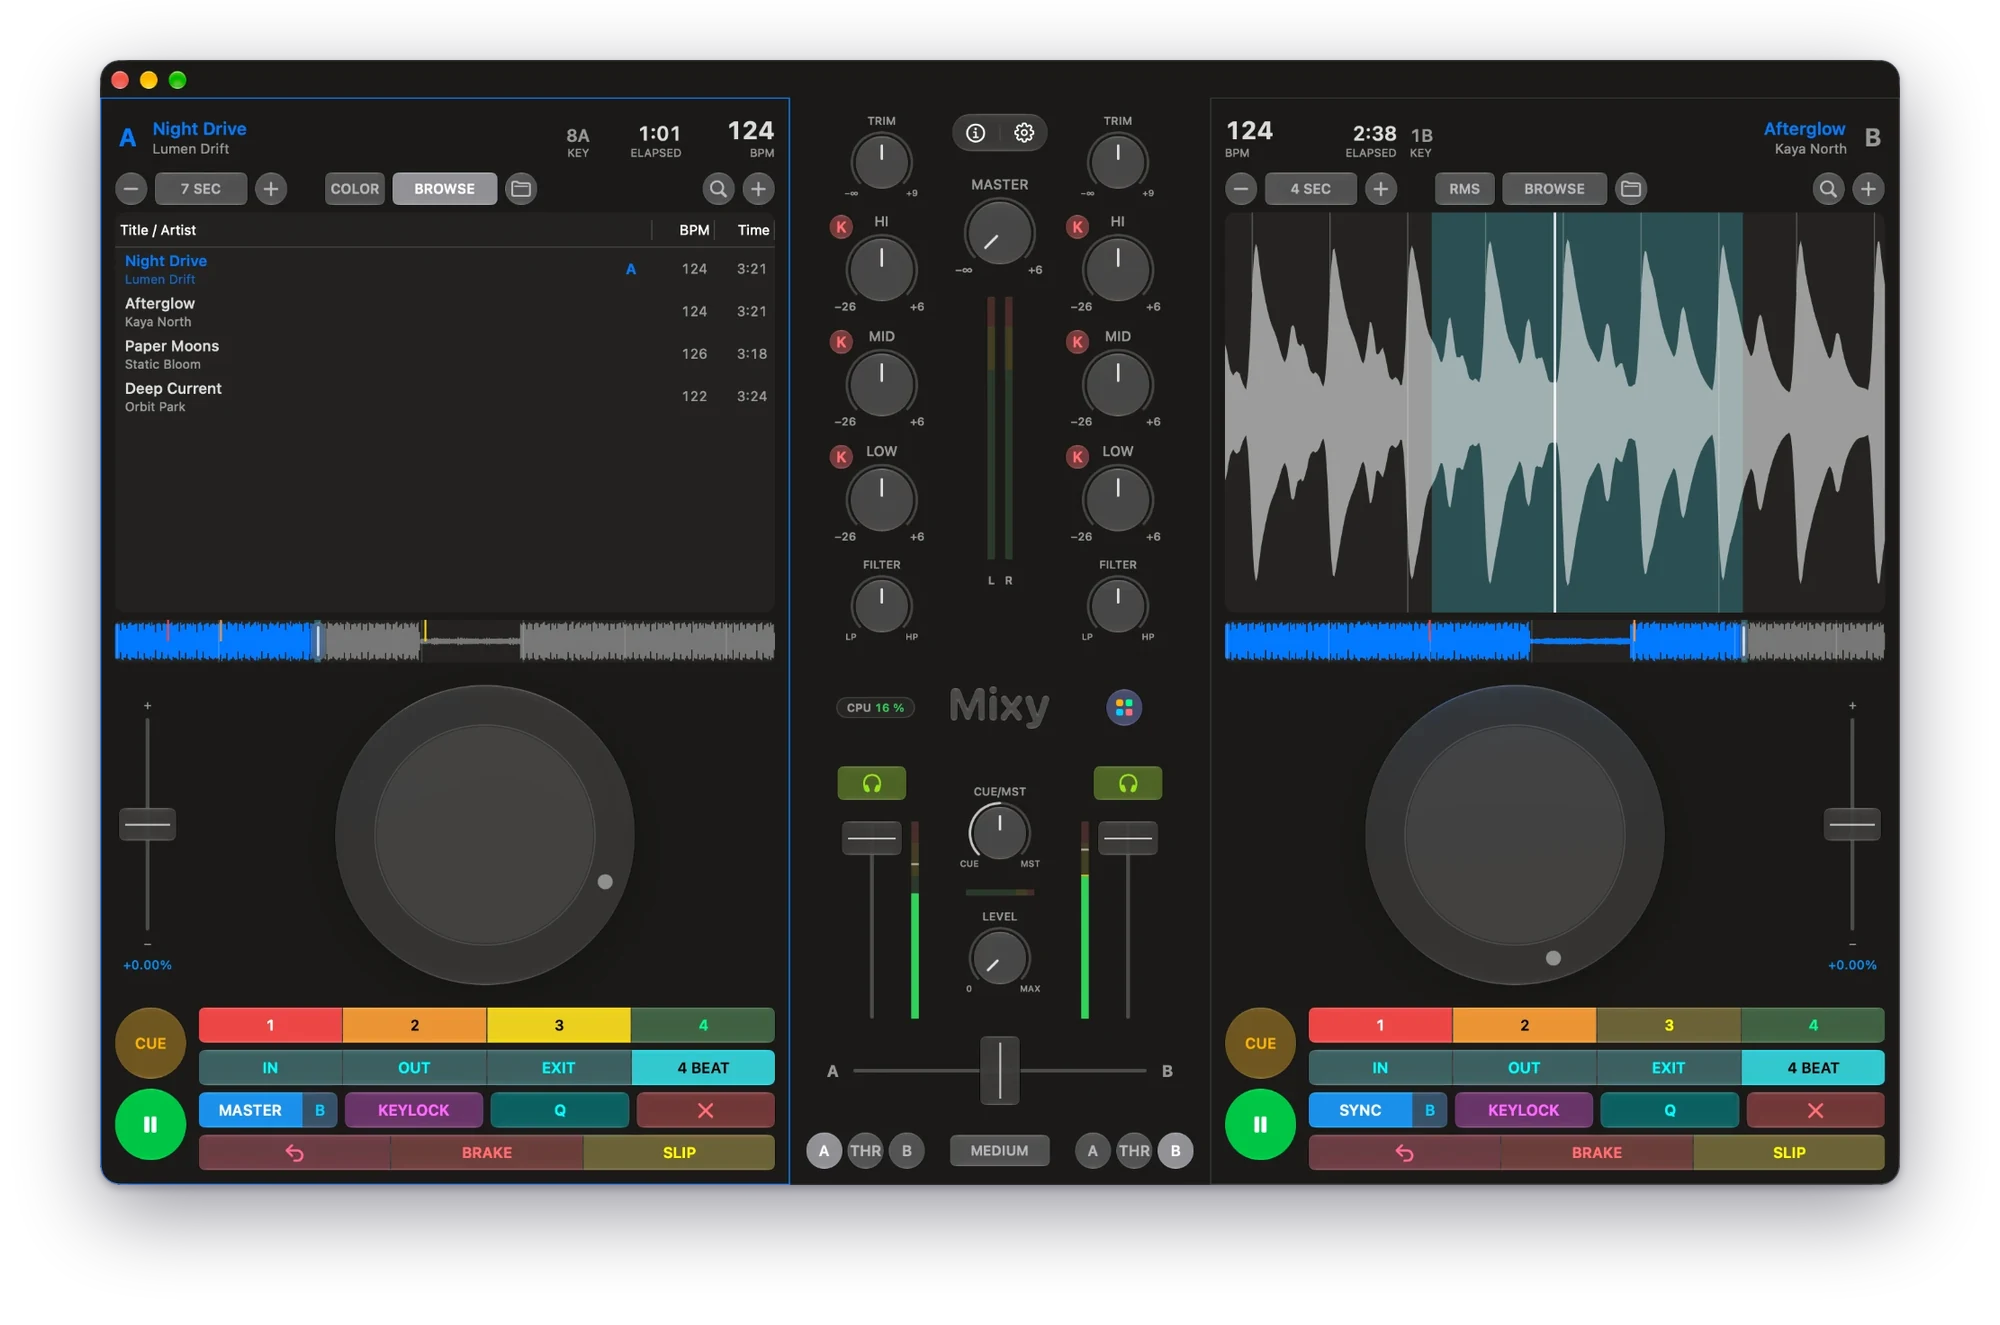 A
Night Drive
Lumen Drift
8A
KEY
1:01
ELAPSED
124
BPM
7 SEC
COLOR
BROWSE
Title / Artist
BPM
Time
Night Drive
Lumen Drift
A
124
3:21
Afterglow
Kaya North
124
3:21
Paper Moons
Static Bloom
126
3:18
Deep Current
Orbit Park
122
3:24
+
−
+0.00%
CUE
1
2
3
4
IN
OUT
EXIT
4 BEAT
MASTER
B
KEYLOCK
Q
BRAKE
SLIP
TRIM
−∞
+9
K
HI
−26
+6
K
MID
−26
+6
K
LOW
−26
+6
FILTER
LP
HP
MASTER
−∞
+6
L R
TRIM
−∞
+9
K
HI
−26
+6
K
MID
−26
+6
K
LOW
−26
+6
FILTER
LP
HP
CPU 16 %
Mixy
CUE/MST
CUE
MST
LEVEL
0
MAX
A
B
A
THR
B
MEDIUM
A
THR
B
124
BPM
2:38
ELAPSED
1B
KEY
Afterglow
Kaya North
B
4 SEC
RMS
BROWSE
+
−
+0.00%
CUE
1
2
3
4
IN
OUT
EXIT
4 BEAT
SYNC
B
KEYLOCK
Q
BRAKE
SLIP